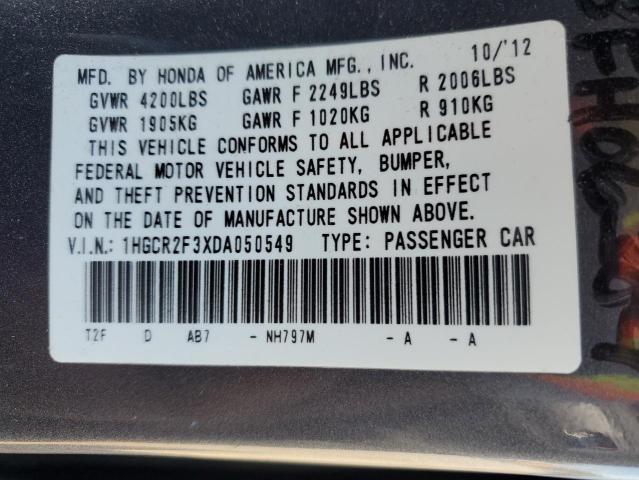 MFD. BY HONDA OF AMERICA MFG., INC. 10/'12
GVWR 4200LBS GAWR F 2249LBS R 2006LBS
GVWR 1905KG GAWR F 1020KG R 910KG
THIS VEHICLE CONFORMS TO ALL APPLICABLE
FEDERAL MOTOR VEHICLE SAFETY, BUMPER,
AND THEFT PREVENTION STANDARDS IN EFFECT
ON THE DATE OF MANUFACTURE SHOWN ABOVE.
V.I.N.: 1HGCR2F3XDA050549 TYPE: PASSENGER CAR
T2F D AB7 - NH797M - A - A